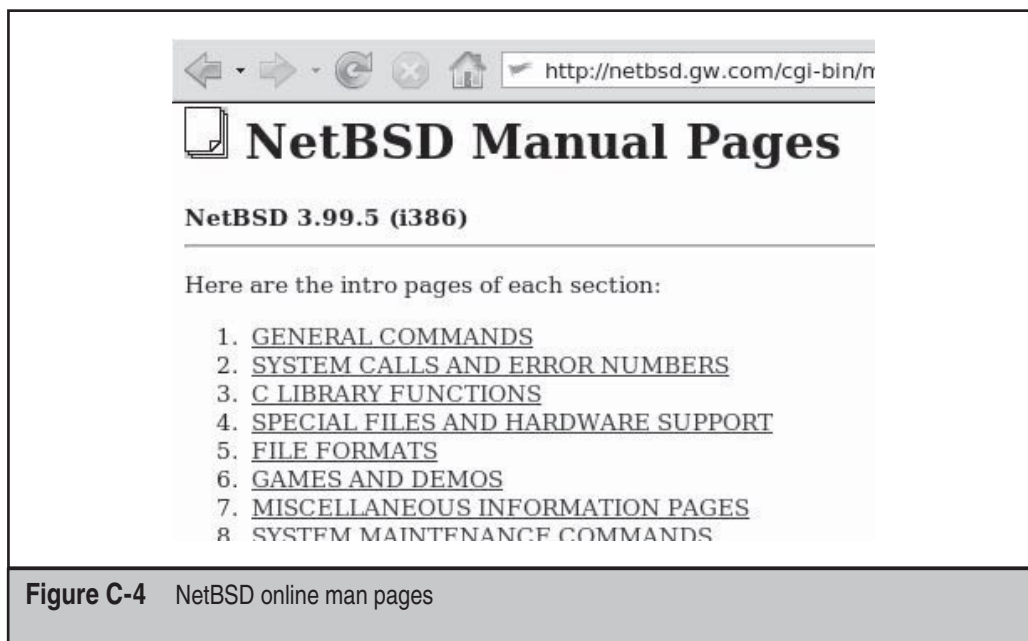 http://netbsd.gw.com/cgi-bin/m
NetBSD Manual Pages
NetBSD 3.99.5 (i386)
Here are the intro pages of each section:
1. GENERAL COMMANDS
2. SYSTEM CALLS AND ERROR NUMBERS
3. C LIBRARY FUNCTIONS
4. SPECIAL FILES AND HARDWARE SUPPORT
5. FILE FORMATS
6. GAMES AND DEMOS
7. MISCELLANEOUS INFORMATION PAGES
8. SYSTEM MAINTENANCE COMMANDS
Figure C-4 NetBSD online man pages